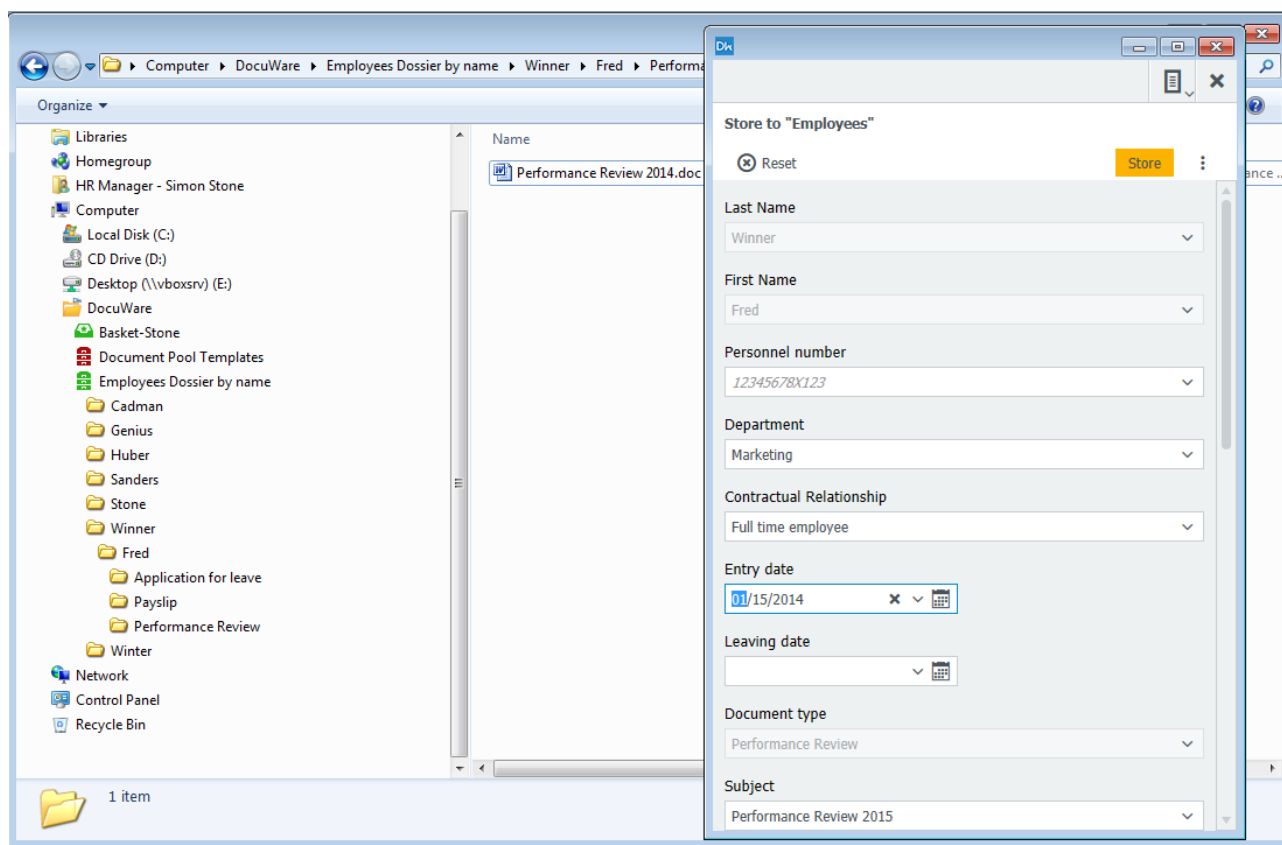 Computer ▸ DocuWare ▸ Employees Dossier by name ▸ Winner ▸ Fred ▸ Performa
Organize
Libraries
Homegroup
HR Manager - Simon Stone
Computer
Local Disk (C:)
CD Drive (D:)
Desktop (\\vboxsrv) (E:)
DocuWare
Basket-Stone
Document Pool Templates
Employees Dossier by name
Cadman
Genius
Huber
Sanders
Stone
Winner
Fred
Application for leave
Payslip
Performance Review
Winter
Network
Control Panel
Recycle Bin
Name
Performance Review 2014.doc
ance ..
1 item
DW
Store to "Employees"
Reset
Store
Last Name
Winner
First Name
Fred
Personnel number
12345678X123
Department
Marketing
Contractual Relationship
Full time employee
Entry date
01/15/2014
Leaving date
Document type
Performance Review
Subject
Performance Review 2015